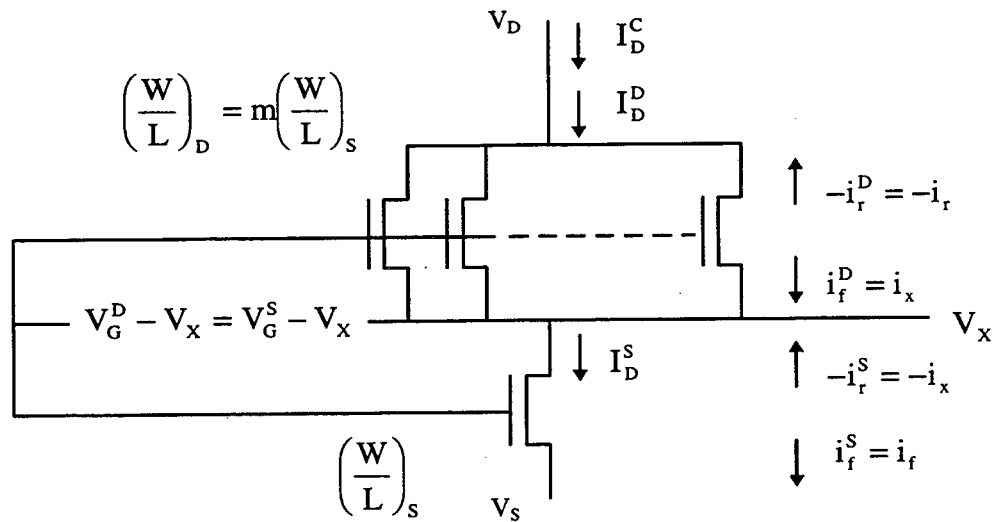 V_D
I_D^C
(W/L)_D = m(W/L)_S
I_D^D
-i_r^D = -i_r
i_f^D = i_x
V_G^D - V_X = V_G^S - V_X
V_X
I_D^S
-i_r^S = -i_x
(W/L)_S
i_f^S = i_f
V_S